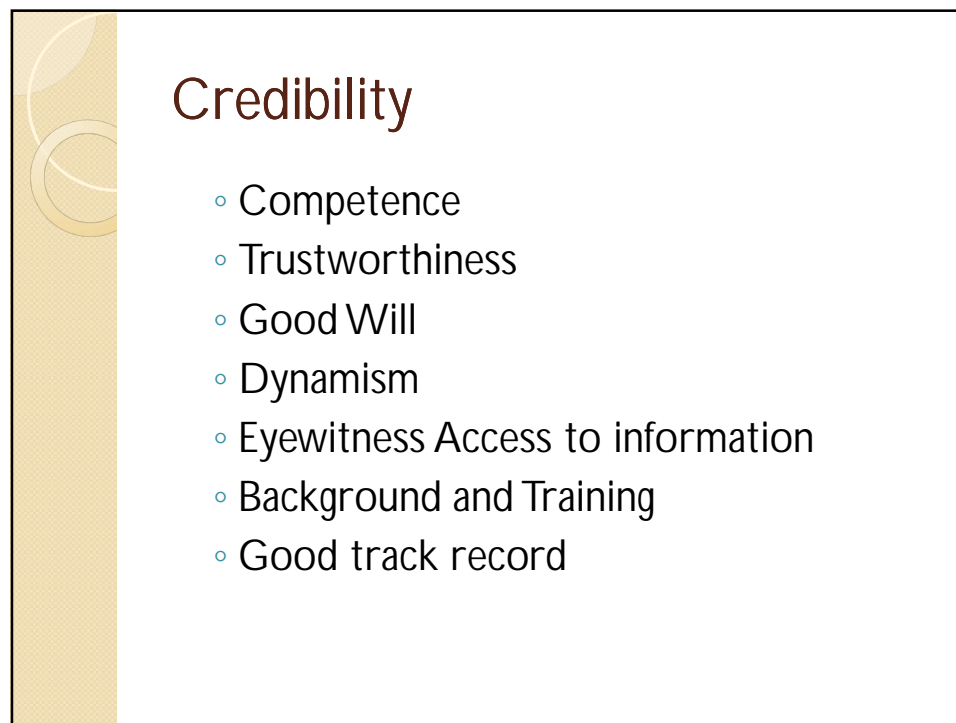 Credibility
◦ Competence
◦ Trustworthiness
◦ Good Will
◦ Dynamism
◦ Eyewitness Access to information
◦ Background and Training
◦ Good track record